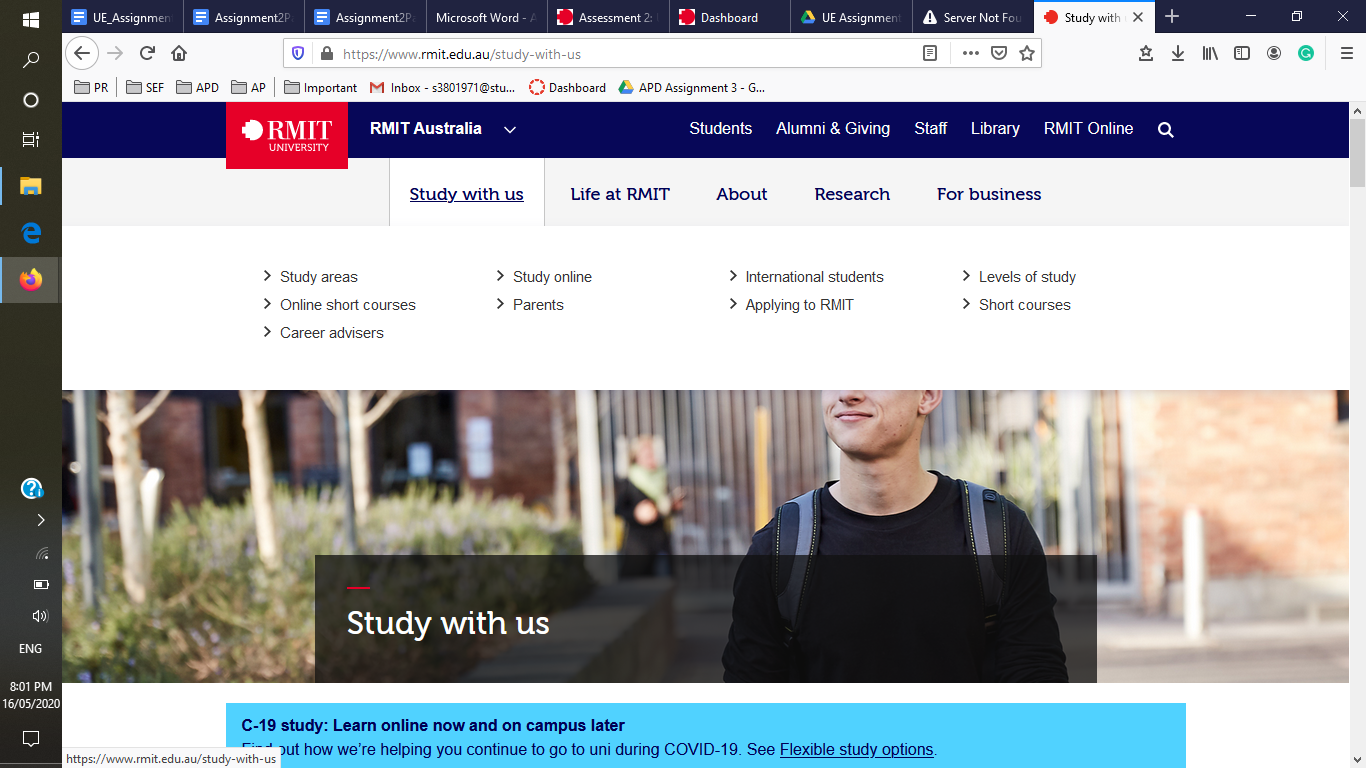 UE_Assignmen
Assignment2P
Assignment2Pa
Microsoft Word - A
Assessment 2:
Dashboard
UE Assignment
Server Not Fou
Study with
https://www.rmit.edu.au/study-with-us
PR
SEF
APD
AP
Important
Inbox - s3801971@stu...
Dashboard
APD Assignment 3 - G...
RMIT
UNIVERSITY
RMIT Australia
Students
Alumni & Giving
Staff
Library
RMIT Online
Study with us
Life at RMIT
About
Research
For business
Study areas
Study online
International students
Levels of study
Online short courses
Parents
Applying to RMIT
Short courses
Career advisers
Study with us
C-19 study: Learn online now and on campus later
Find out how we're helping you continue to go to uni during COVID-19. See Flexible study options.
https://www.rmit.edu.au/study-with-us
ENG
8:01 PM
16/05/2020